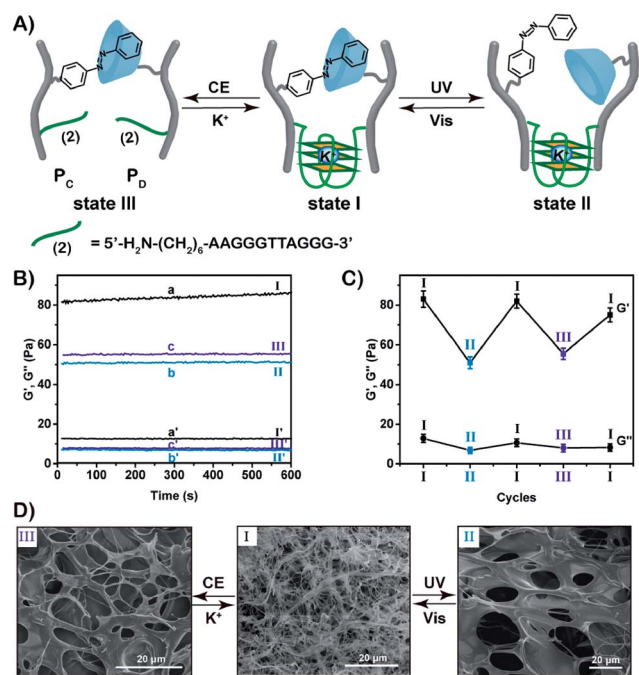 A)
N=N
N=N
N=N
CE
K⁺
UV
Vis
(2)
(2)
K⁺
K⁺
P_C
P_D
state III
state I
state II
(2)
= 5'-H₂N-(CH₂)₆-AAGGGTTAGGG-3'
B)
G', G" (Pa)
80
60
40
20
0
0
100
200
300
400
500
600
Time (s)
a
I
c
III
b
II
a'
I'
c'
III'
b'
II'
C)
G', G" (Pa)
80
60
40
20
0
I
II
I
III
I
G'
I
II
I
III
I
G"
I
II
I
III
I
Cycles
D)
III
20 µm
CE
K⁺
I
20 µm
UV
Vis
II
20 µm